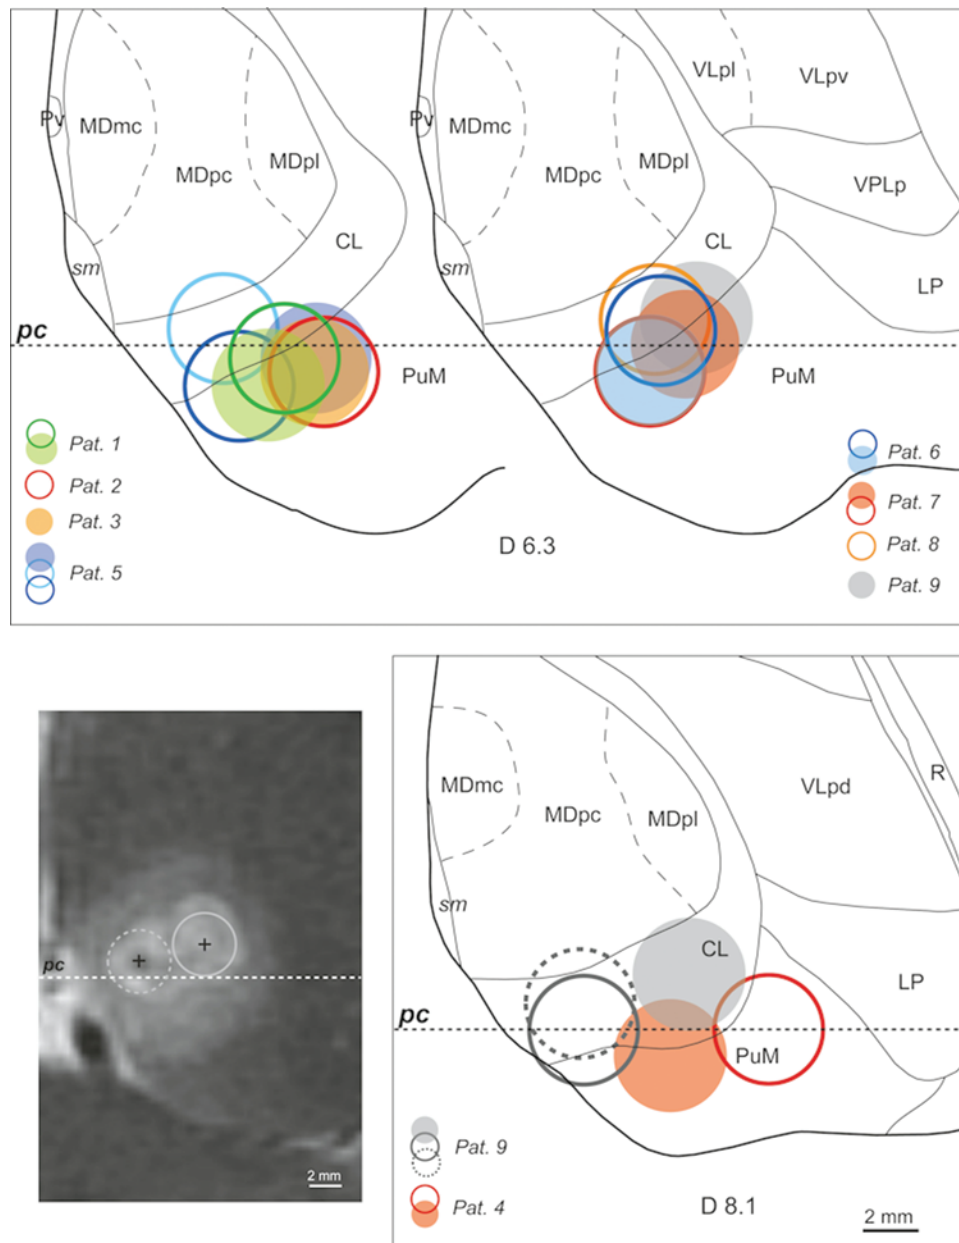 VLpl
VLpv
Pv
MDmc
MDpc
MDpl
Pv
MDmc
MDpc
MDpl
VPLp
CL
CL
sm
sm
LP
pc
PuM
PuM
Pat. 1
Pat. 2
Pat. 3
Pat. 5
Pat. 6
Pat. 7
Pat. 8
Pat. 9
D 6.3
pc
2 mm
MDmc
MDpc
MDpl
VLpd
R
sm
CL
LP
pc
PuM
Pat. 9
Pat. 4
D 8.1
2 mm